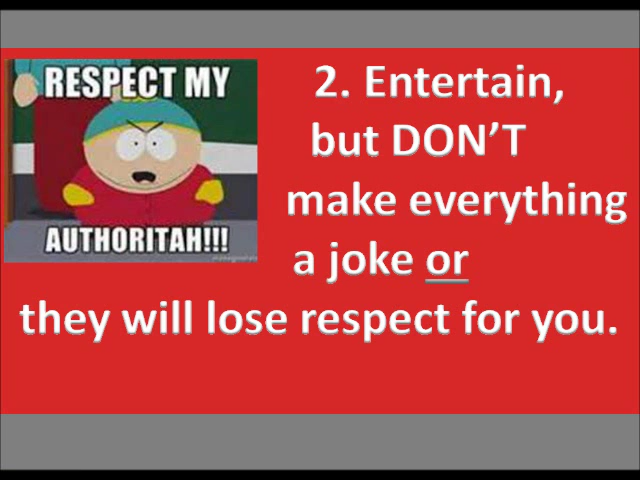 RESPECT MY
AUTHORITAH!!!
2. Entertain,
but DON’T
make everything
a joke or
they will lose respect for you.